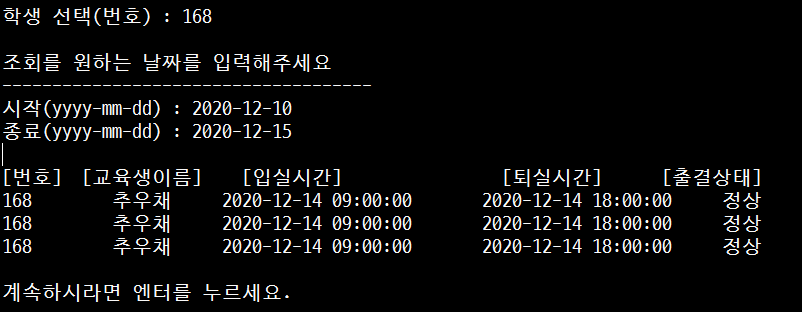 학생 선택(번호) : 168
조회를 원하는 날짜를 입력해주세요
-------------------------------------
시작(yyyy-mm-dd) : 2020-12-10
종료(yyyy-mm-dd) : 2020-12-15
[번호] [교육생이름] [입실시간] [퇴실시간] [출결상태]
168 추우채 2020-12-14 09:00:00 2020-12-14 18:00:00 정상
168 추우채 2020-12-14 09:00:00 2020-12-14 18:00:00 정상
168 추우채 2020-12-14 09:00:00 2020-12-14 18:00:00 정상
계속하시라면 엔터를 누르세요.